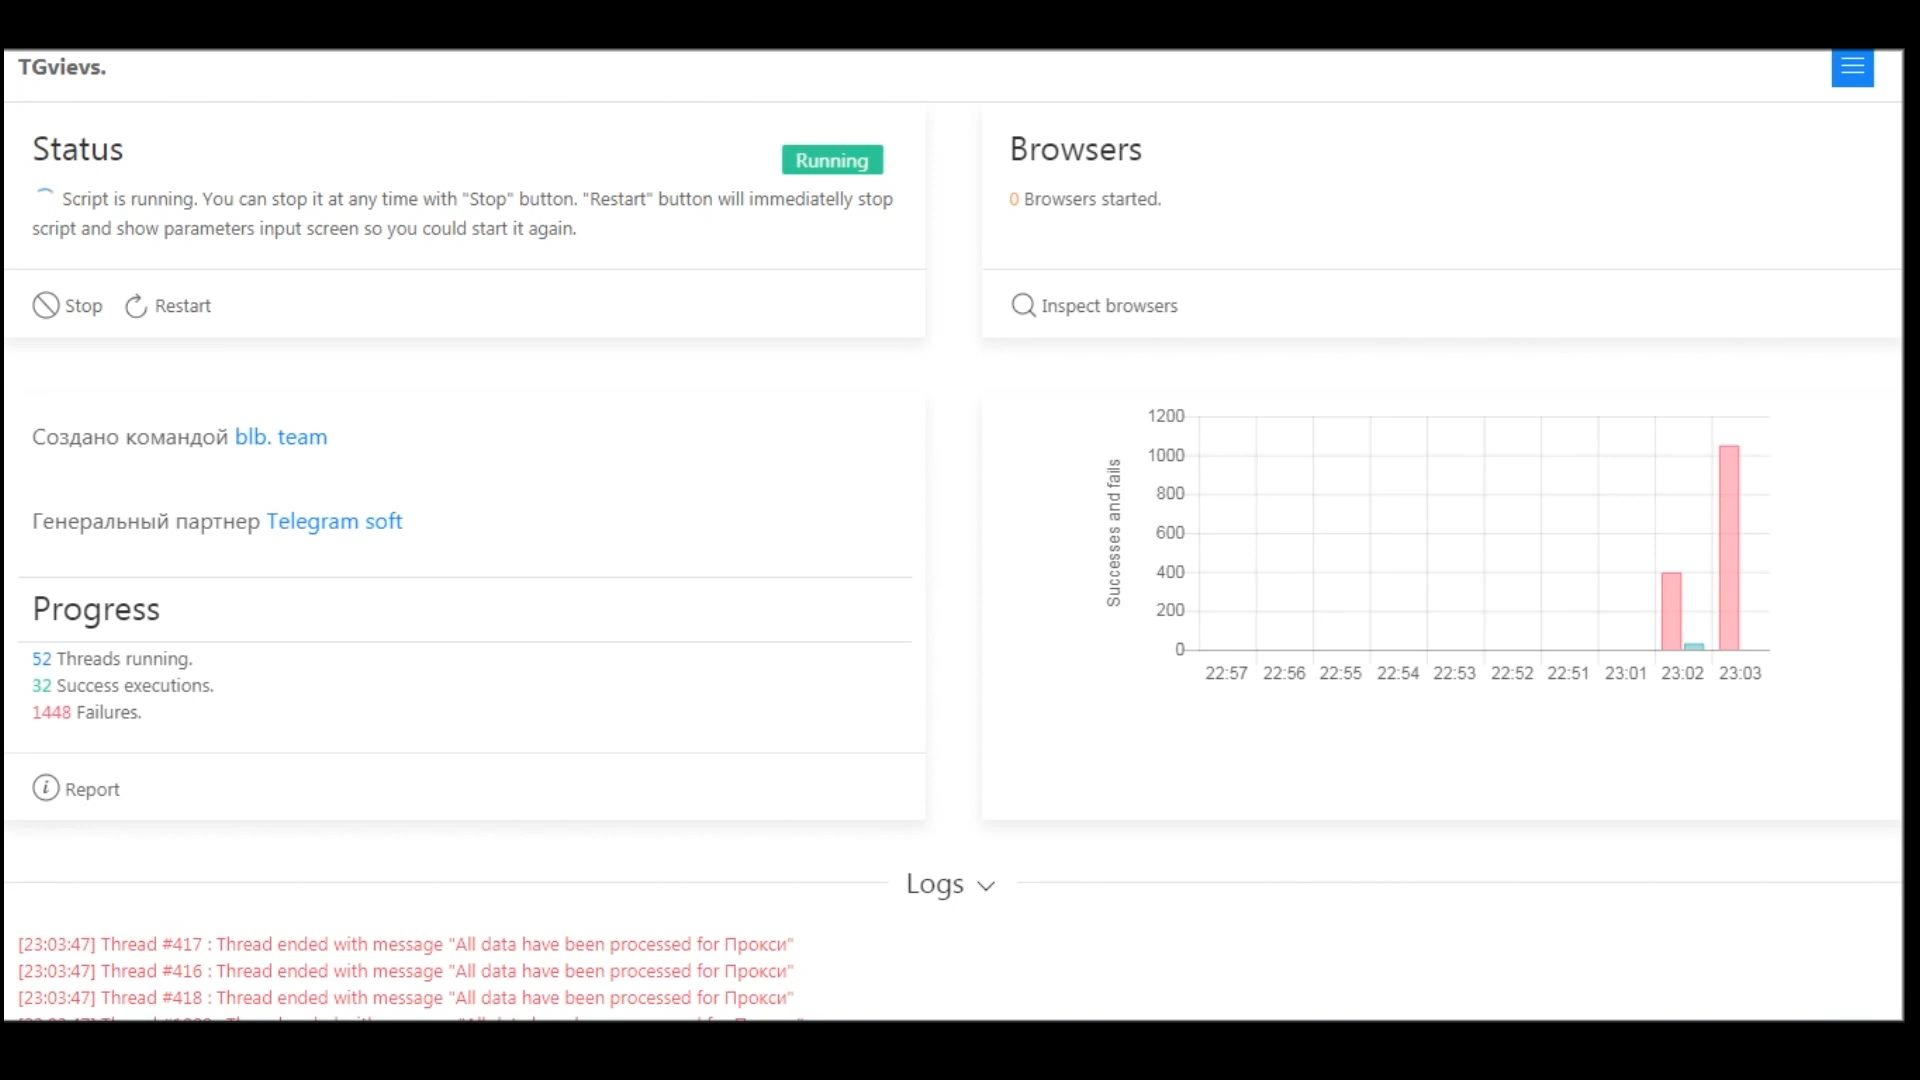 TGvievs.
Status
Running
Script is running. You can stop it at any time with "Stop" button. "Restart" button will immediatelly stop
script and show parameters input screen so you could start it again.
Stop
Restart
Browsers
0 Browsers started.
Inspect browsers
Создано командой blb. team
Генеральный партнер Telegram soft
Progress
52 Threads running.
32 Success executions.
1448 Failures.
Report
Successes and fails
1200
1000
800
600
400
200
0
22:57 22:56 22:55 22:54 22:53 22:52 22:51 23:01 23:02 23:03
Logs
[23:03:47] Thread #417 : Thread ended with message "All data have been processed for Прокси"
[23:03:47] Thread #416 : Thread ended with message "All data have been processed for Прокси"
[23:03:47] Thread #418 : Thread ended with message "All data have been processed for Прокси"